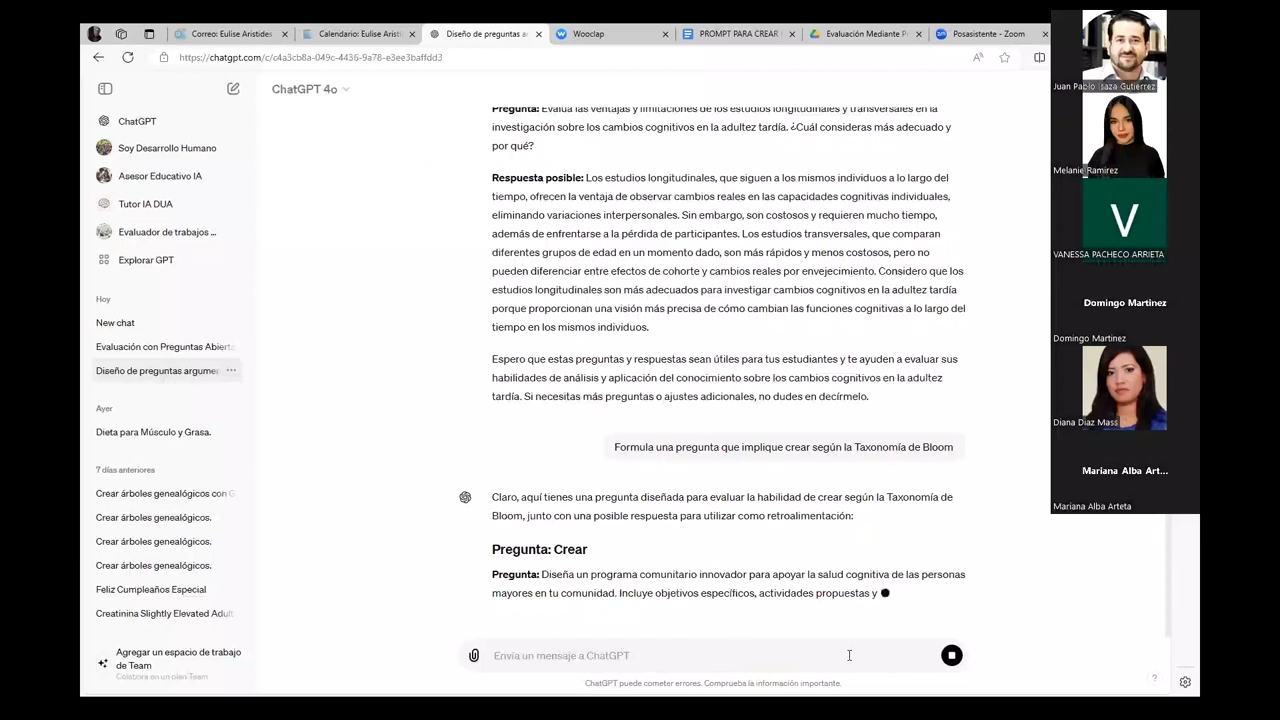 Correo: Eulise Aristides
Calendario: Eulise Aristi
Diseño de preguntas a
Wooclap
PROMPT PARA CREAR
Evaluación Mediante P
Posasistente - Zoom
https://chatgpt.com/c/c4a3cb8a-049c-4436-9a78-e3ee3baffdd3
ChatGPT 4o
ChatGPT
Soy Desarrollo Humano
Asesor Educativo IA
Tutor IA DUA
Evaluador de trabajos ...
Explorar GPT
Hoy
New chat
Evaluación con Preguntas Abierta
Diseño de preguntas argumen
Ayer
Dieta para Músculo y Grasa.
7 días anteriores
Crear árboles genealógicos con G
Crear árboles genealógicos.
Crear árboles genealógicos.
Crear árboles genealógicos.
Feliz Cumpleaños Especial
Creatinina Slightly Elevated Adul
Agregar un espacio de trabajo
de Team
Colabora en un plan Team
Pregunta: Evalúa las ventajas y limitaciones de los estudios longitudinales y transversales en la
investigación sobre los cambios cognitivos en la adultez tardía. ¿Cuál consideras más adecuado y
por qué?
Respuesta posible: Los estudios longitudinales, que siguen a los mismos individuos a lo largo del
tiempo, ofrecen la ventaja de observar cambios reales en las capacidades cognitivas individuales,
eliminando variaciones interpersonales. Sin embargo, son costosos y requieren mucho tiempo,
además de enfrentarse a la pérdida de participantes. Los estudios transversales, que comparan
diferentes grupos de edad en un momento dado, son más rápidos y menos costosos, pero no
pueden diferenciar entre efectos de cohorte y cambios reales por envejecimiento. Considero que los
estudios longitudinales son más adecuados para investigar cambios cognitivos en la adultez tardía
porque proporcionan una visión más precisa de cómo cambian las funciones cognitivas a lo largo del
tiempo en los mismos individuos.
Espero que estas preguntas y respuestas sean útiles para tus estudiantes y te ayuden a evaluar sus
habilidades de análisis y aplicación del conocimiento sobre los cambios cognitivos en la adultez
tardía. Si necesitas más preguntas o ajustes adicionales, no dudes en decírmelo.
Formula una pregunta que implique crear según la Taxonomía de Bloom
Claro, aquí tienes una pregunta diseñada para evaluar la habilidad de crear según la Taxonomía de
Bloom, junto con una posible respuesta para utilizar como retroalimentación:
Pregunta: Crear
Pregunta: Diseña un programa comunitario innovador para apoyar la salud cognitiva de las personas
mayores en tu comunidad. Incluye objetivos específicos, actividades propuestas y
Envía un mensaje a ChatGPT
ChatGPT puede cometer errores. Comprueba la información importante.
?
Juan Pablo Isaza Gutierrez
Melanie Ramirez
V
VANESSA PACHECO ARRIETA
Domingo Martinez
Domingo Martinez
Diana Diaz Mass
Mariana Alba Art...
Mariana Alba Arteta